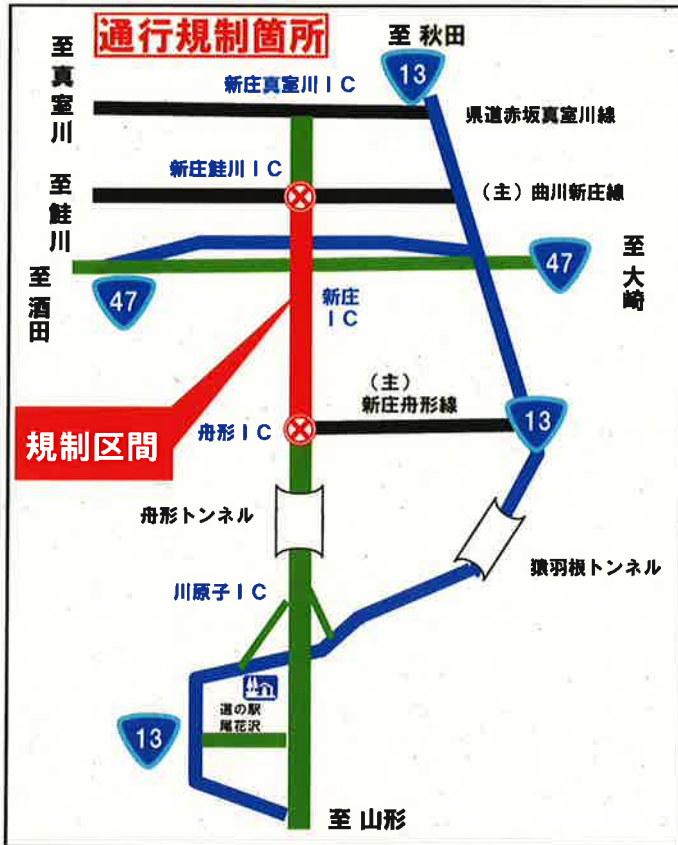 通行規制箇所
至 秋田
13
至真室川
新庄真室川IC
県道赤坂真室川線
至鮭川
新庄鮭川IC
(主)曲川新庄線
至酒田
47
47
至大崎
新庄
IC
(主)
新庄舟形線
13
規制区間
舟形IC
舟形トンネル
猿羽根トンネル
川原子IC
道の駅
尾花沢
13
至 山形